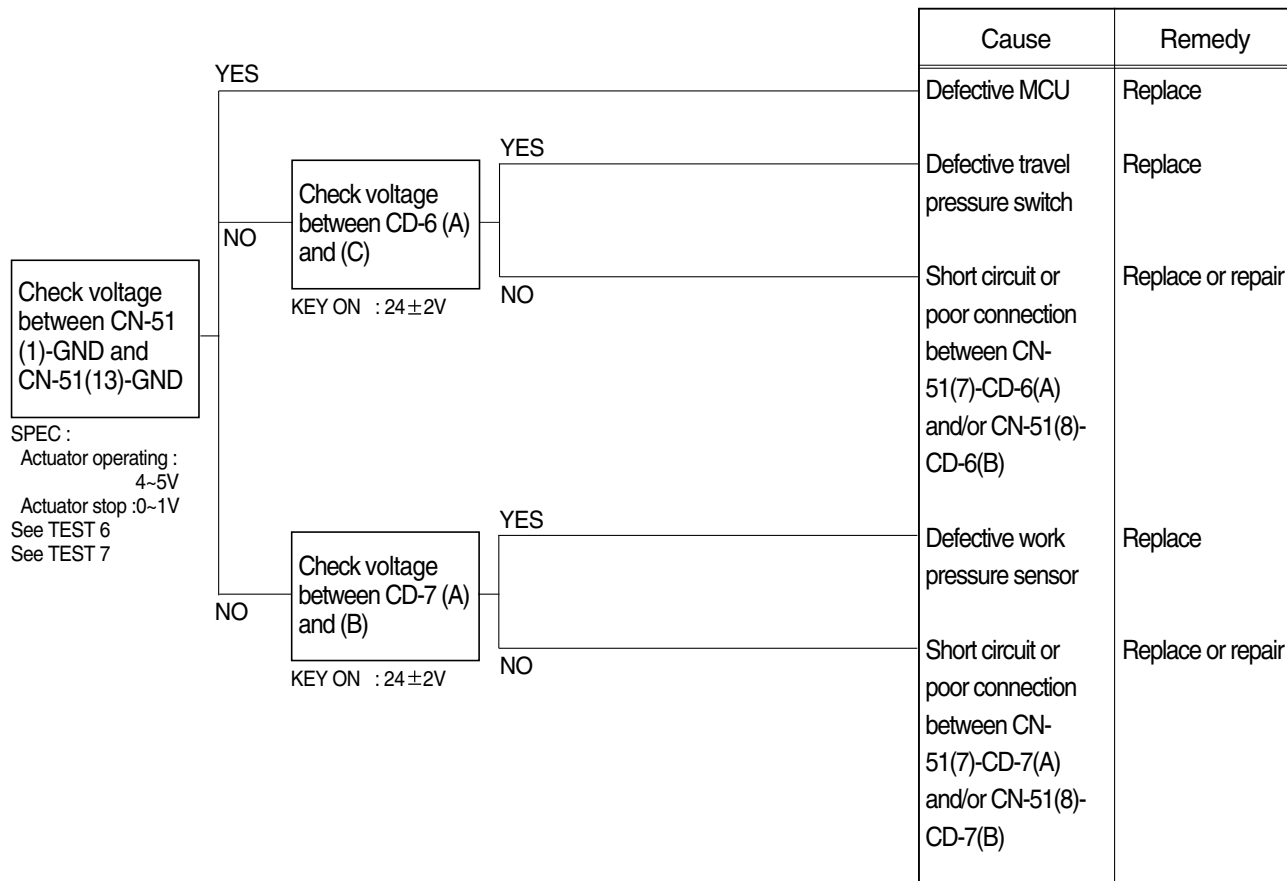 Cause
Remedy
YES
Defective MCU
Replace
YES
Defective travel
pressure switch
Replace
Check voltage
between CD-6 (A)
and (C)
NO
KEY ON : 24±2V
NO
Short circuit or
poor connection
between CN-
51(7)-CD-6(A)
and/or CN-51(8)-
CD-6(B)
Replace or repair
Check voltage
between CN-51
(1)-GND and
CN-51(13)-GND
SPEC :
Actuator operating :
4~5V
Actuator stop :0~1V
See TEST 6
See TEST 7
YES
Defective work
pressure sensor
Replace
Check voltage
between CD-7 (A)
and (B)
NO
KEY ON : 24±2V
NO
Short circuit or
poor connection
between CN-
51(7)-CD-7(A)
and/or CN-51(8)-
CD-7(B)
Replace or repair